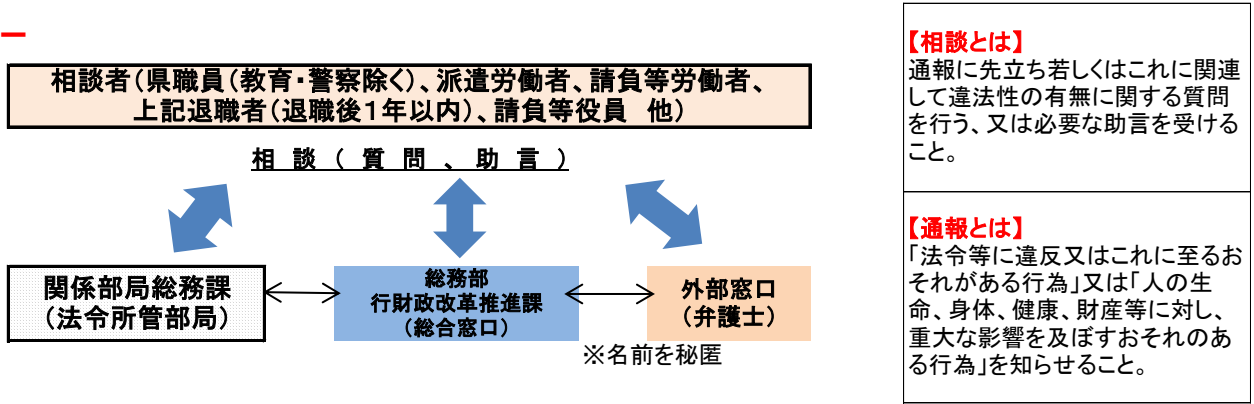 相談者(県職員(教育・警察除く)、派遣労働者、請負等労働者、
上記退職者(退職後1年以内)、請負等役員 他)
相 談 ( 質 問 、 助 言 )
関係部局総務課
(法令所管部局)
総務部
行財政改革推進課
(総合窓口)
外部窓口
(弁護士)
※名前を秘匿
【相談とは】
通報に先立ち若しくはこれに関連
して違法性の有無に関する質問
を行う、又は必要な助言を受ける
こと。
【通報とは】
「法令等に違反又はこれに至るお
それがある行為」又は「人の生
命、身体、健康、財産等に対し、
重大な影響を及ぼすおそれのあ
る行為」を知らせること。